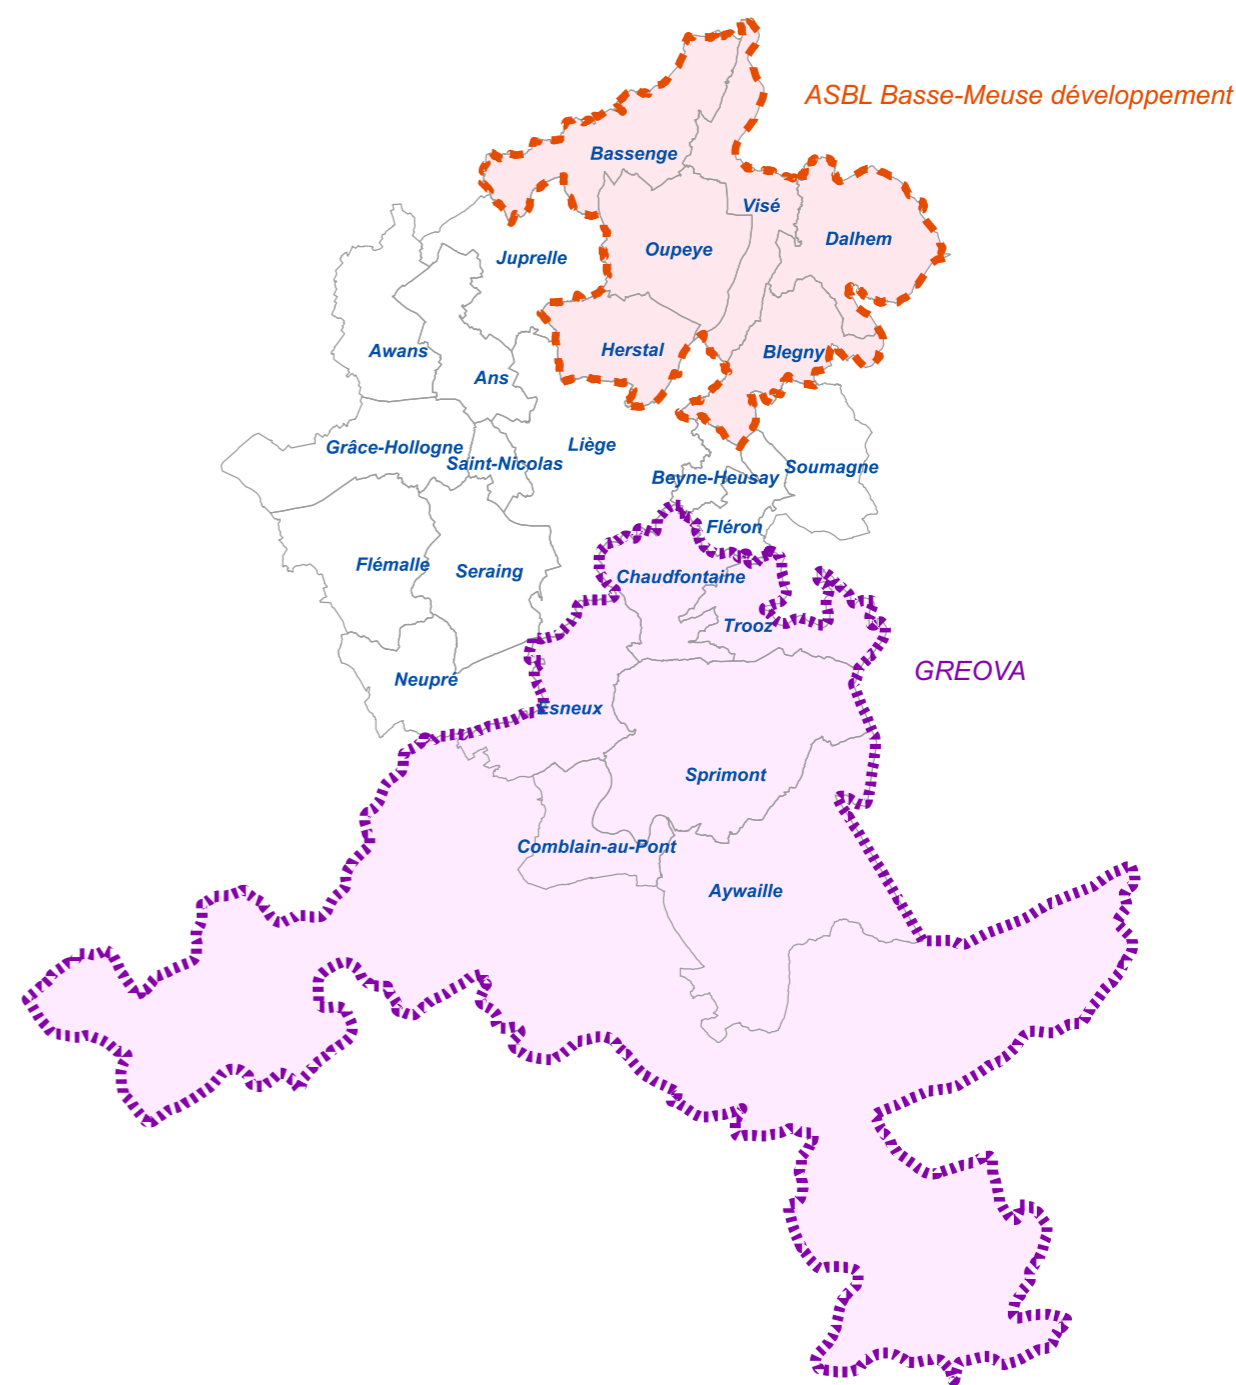 ASBL Basse-Meuse développement
Bassenge
Visé
Dalhem
Oupeye
Juprelle
Awans
Herstal
Blegny
Ans
Grâce-Hollogne
Liège
Saint-Nicolas
Beyne-Heusay
Soumagne
Fléron
Flémalle
Seraing
Chaudfontaine
Trooz
GREOVA
Neupré
Esneux
Sprimont
Comblain-au-Pont
Aywaille